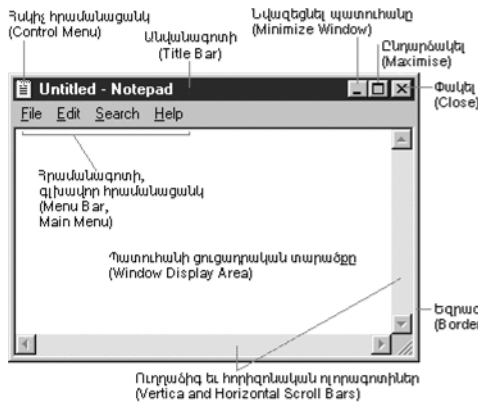 Հսկիչ հրամանացանկ
(Control Menu)
Անվանագոտի
(Title Bar)
Նվազեցնել պատուհանը
(Minimize Window)
Ընդարձակել
(Maximise)
Փակել
(Close)
Untitled - Notepad
File Edit Search Help
Հրամանագոտի,
գլխավոր հրամանացանկ
(Menu Bar,
Main Menu)
Պատուհանի ցուցադրական տարածքը
(Window Display Area)
(Border
Ուղղաձիգ եւ հորիզոնական ոլորագոտիներ
(Vertica and Horizontal Scroll Bars)